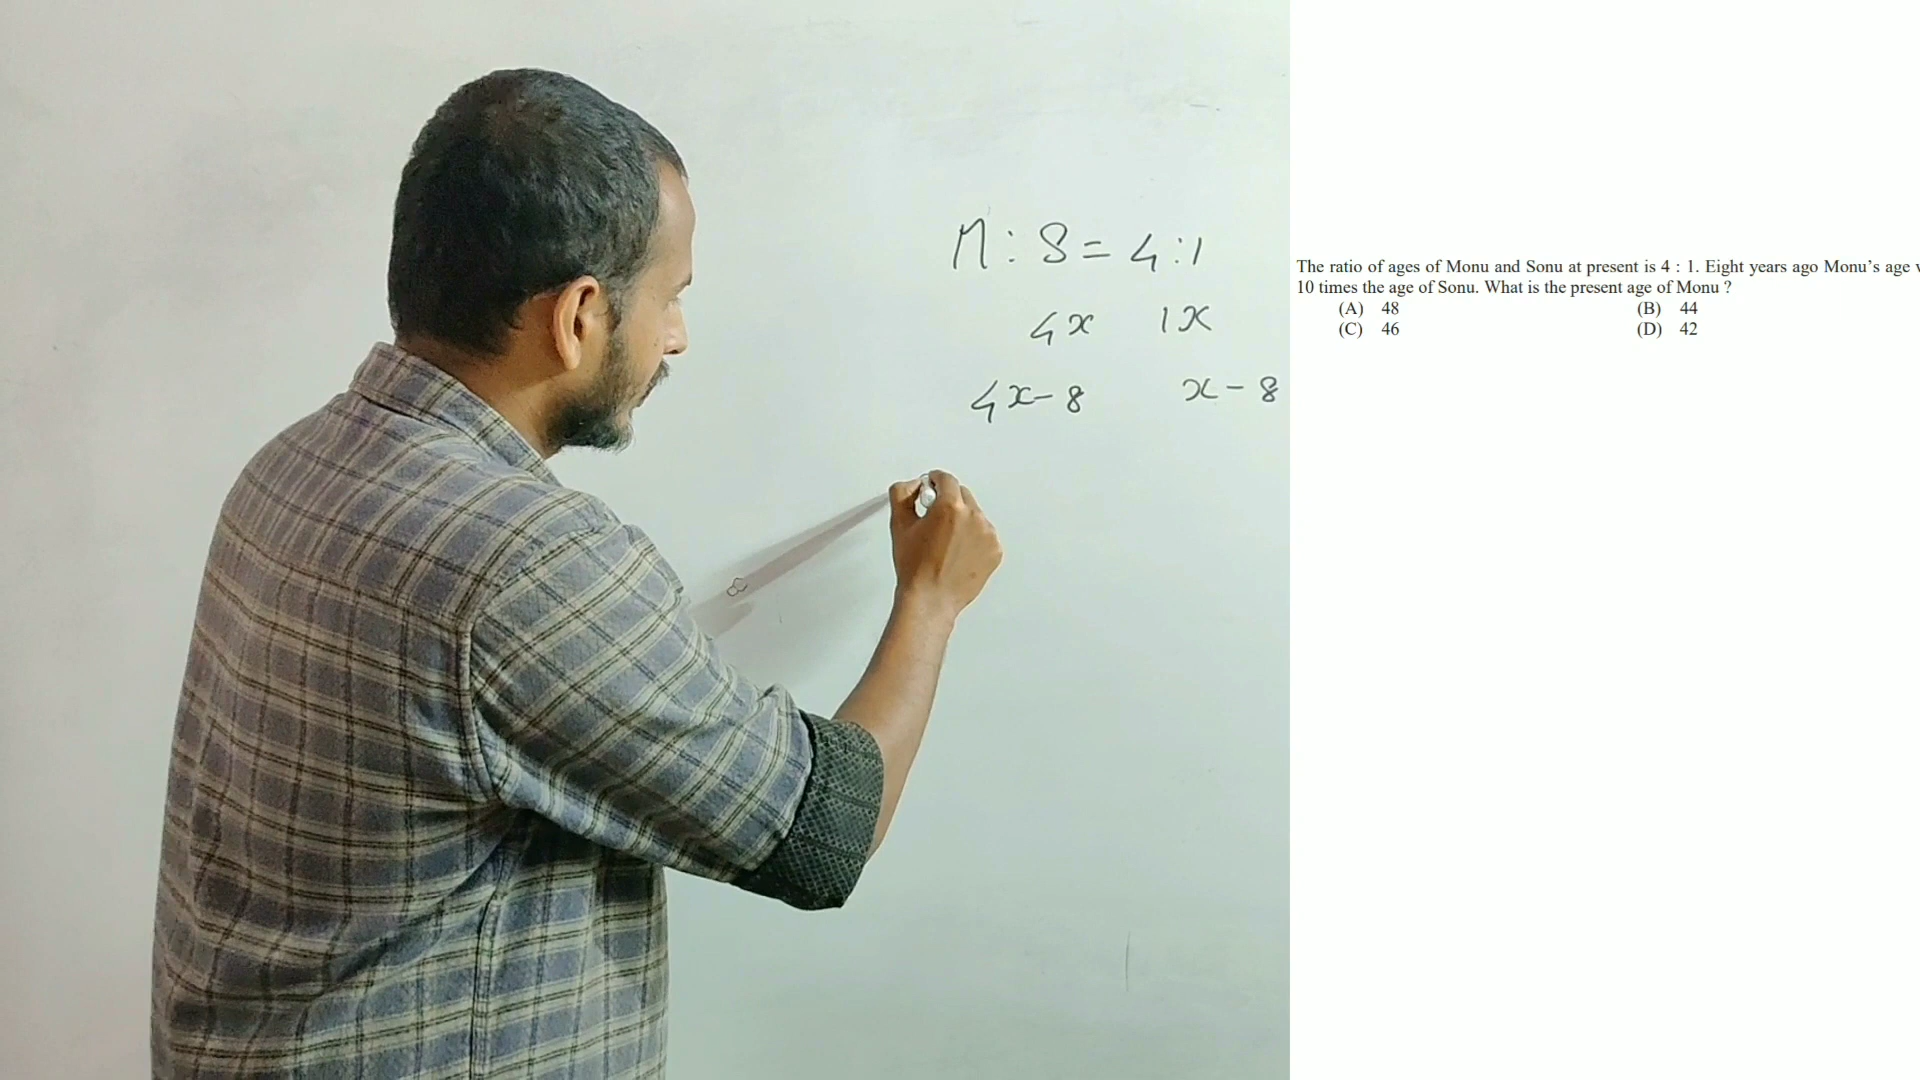 M : S = 4 : 1
4x 1x
4x - 8 x - 8
The ratio of ages of Monu and Sonu at present is 4 : 1. Eight years ago Monu’s age
10 times the age of Sonu. What is the present age of Monu ?
(A) 48 (B) 44
(C) 46 (D) 42